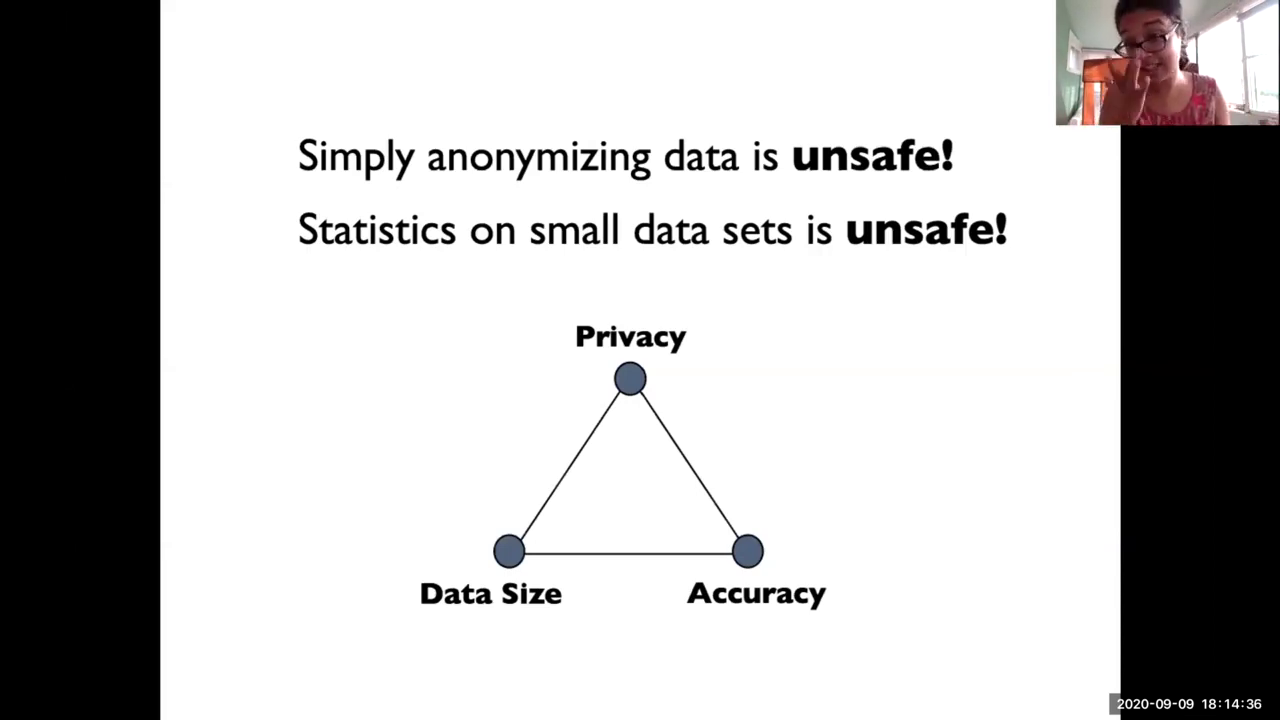 Simply anonymizing data is unsafe!
Statistics on small data sets is unsafe!
Privacy
Data Size
Accuracy
2020-09-09 18:14:36